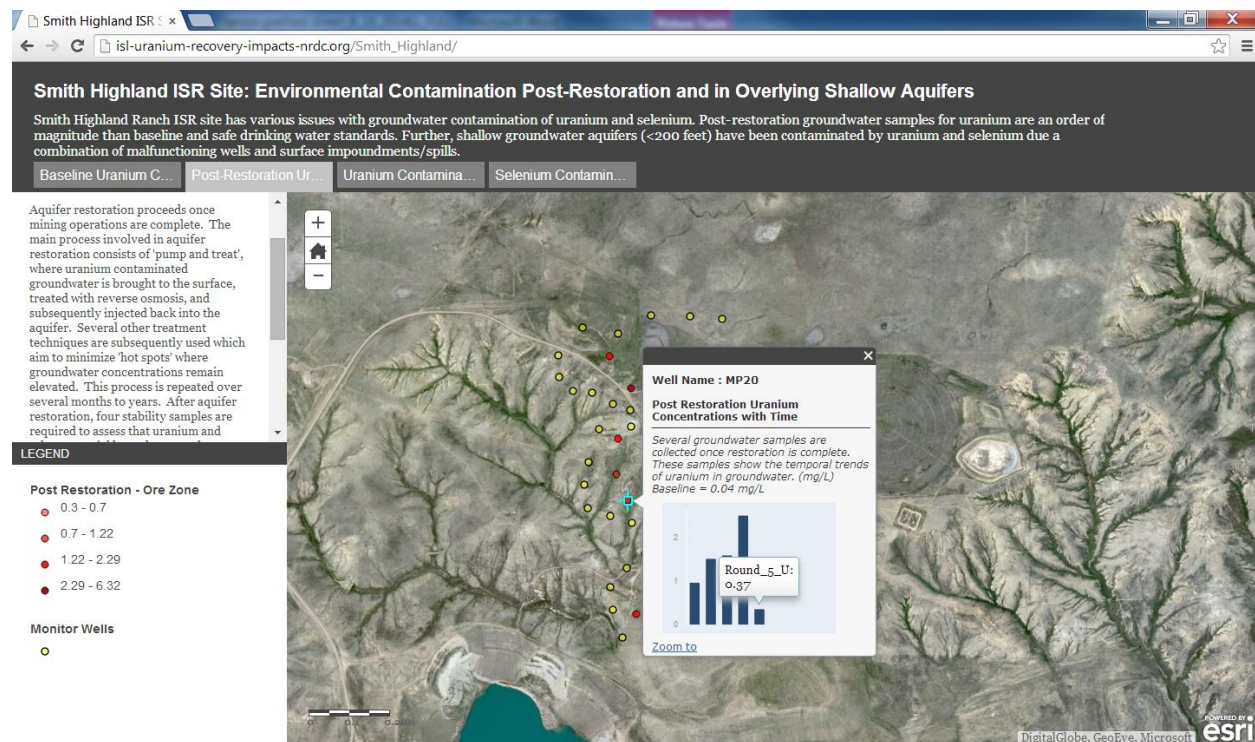 Smith Highland ISR S
isl-uranium-recovery-impacts-nrdc.org/Smith_Highland/
Smith Highland ISR Site: Environmental Contamination Post-Restoration and in Overlying Shallow Aquifers
Smith Highland Ranch ISR site has various issues with groundwater contamination of uranium and selenium. Post-restoration groundwater samples for uranium are an order of
magnitude than baseline and safe drinking water standards. Further, shallow groundwater aquifers (<200 feet) have been contaminated by uranium and selenium due a
combination of malfunctioning wells and surface impoundments/spills.
Baseline Uranium C... Post-Restoration Ur... Uranium Contamina... Selenium Contamin...
Aquifer restoration proceeds once
mining operations are complete. The
main process involved in aquifer
restoration consists of 'pump and treat',
where uranium contaminated
groundwater is brought to the surface,
treated with reverse osmosis, and
subsequently injected back into the
aquifer. Several other treatment
techniques are subsequently used which
aim to minimize 'hot spots' where
groundwater concentrations remain
elevated. This process is repeated over
several months to years. After aquifer
restoration, four stability samples are
required to assess that uranium and
LEGEND
Post Restoration - Ore Zone
0.3 - 0.7
0.7 - 1.22
1.22 - 2.29
2.29 - 6.32
Monitor Wells
+
−
Well Name : MP20
Post Restoration Uranium
Concentrations with Time
Several groundwater samples are
collected once restoration is complete.
These samples show the temporal trends
of uranium in groundwater. (mg/L)
Baseline = 0.04 mg/L
2
1
0
Round_5_U:
0.37
Zoom to
POWERED BY
esri
DigitalGlobe, GeoEye, Microsoft